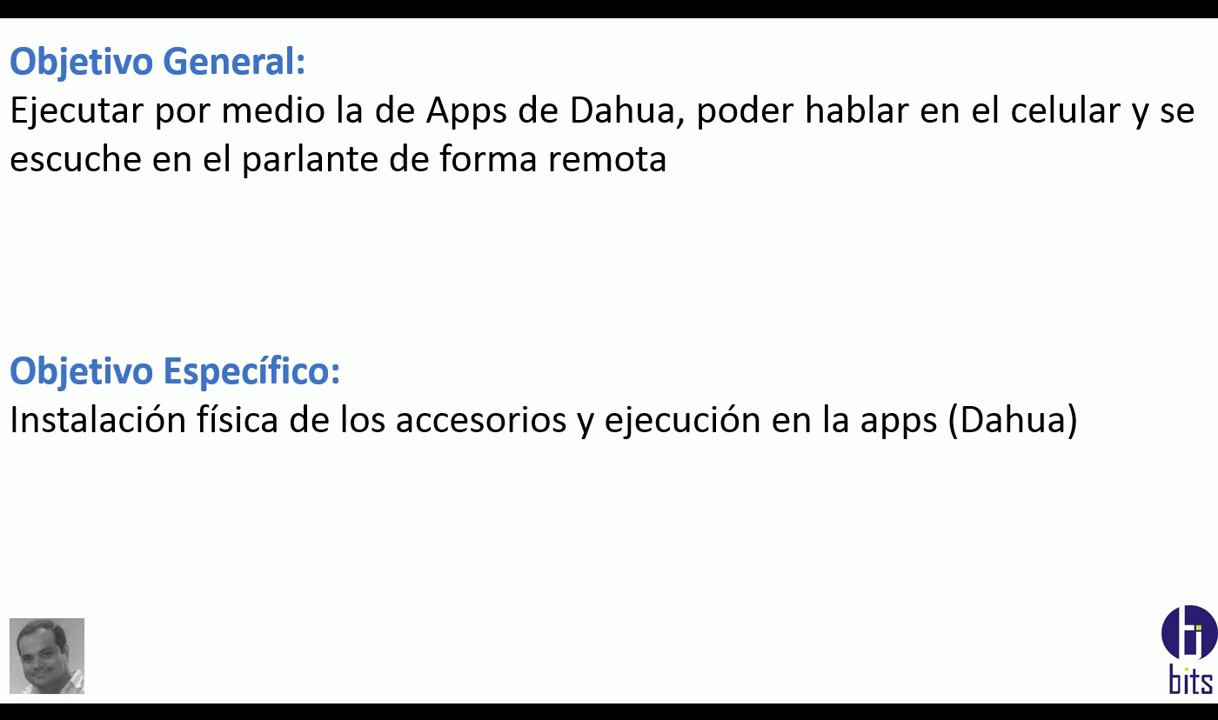 Objetivo General:
Ejecutar por medio la de Apps de Dahua, poder hablar en el celular y se
escuche en el parlante de forma remota
Objetivo Específico:
Instalación física de los accesorios y ejecución en la apps (Dahua)
bits